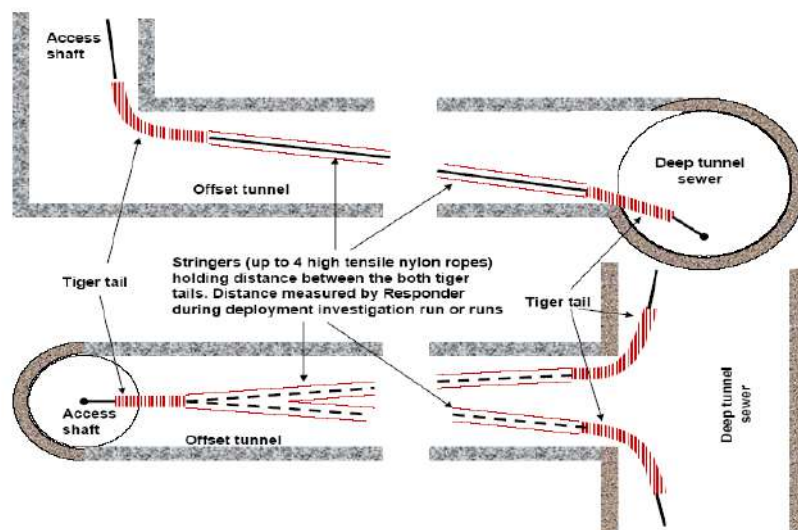 Access
shaft
Deep tunnel
sewer
Offset tunnel
Stringers (up to 4 high tensile nylon ropes)
holding distance between the both tiger
tails. Distance measured by Responder
during deployment investigation run or runs
Tiger tail
Tiger tail
Access
shaft
Offset tunnel
Deep tunnel
sewer